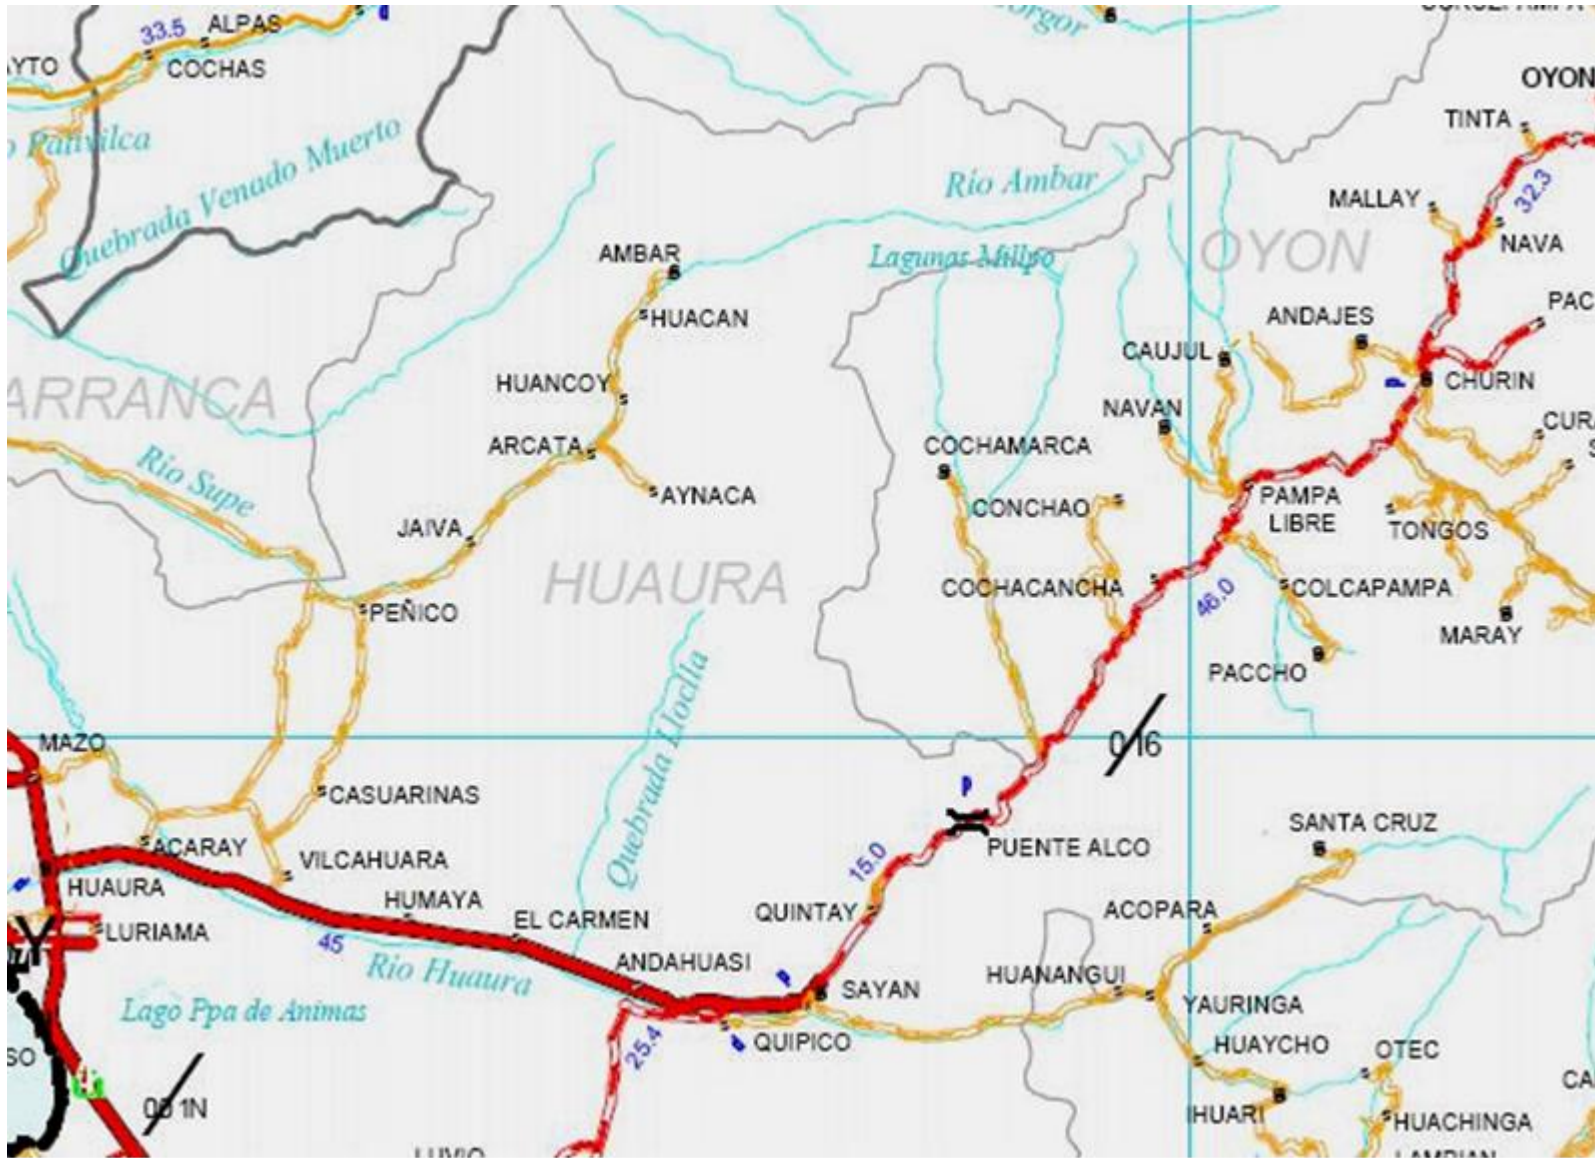 33.5
ALPAS
COCHAS
OYON
TINTA
Quebrada Venado Muerto
Río Ambar
32.3
MALLAY
NAVA
OYON
AMBAR
Lagunas Millpo
HUACAN
ANDAJES
CAUJUL
HUANCOY
CHURIN
NAVAN
ARCATA
COCHAMARCA
Río Supe
AYNACA
CONCHAO
PAMPA
LIBRE
JAIVA
TONGOS
HUAURA
COCHACANCHA
COLCAPAMPA
46.0
PEÑICO
MARAY
PACCHO
Quebrada Lloclla
MAZO
016
CASUARINAS
P
SANTA CRUZ
ACARAY
PUENTE ALCO
VILCAHUARA
15.0
HUAURA
HUMAYA
QUINTAY
ACOPARA
EL CARMEN
LURIAMA
45
Río Huaura
ANDAHUASI
SAYAN
HUANANGUI
YAURINGA
Lago Ppa de Animas
25.4
QUIPICO
HUAYCHO
OTEC
001N
IHUARI
HUACHINGA